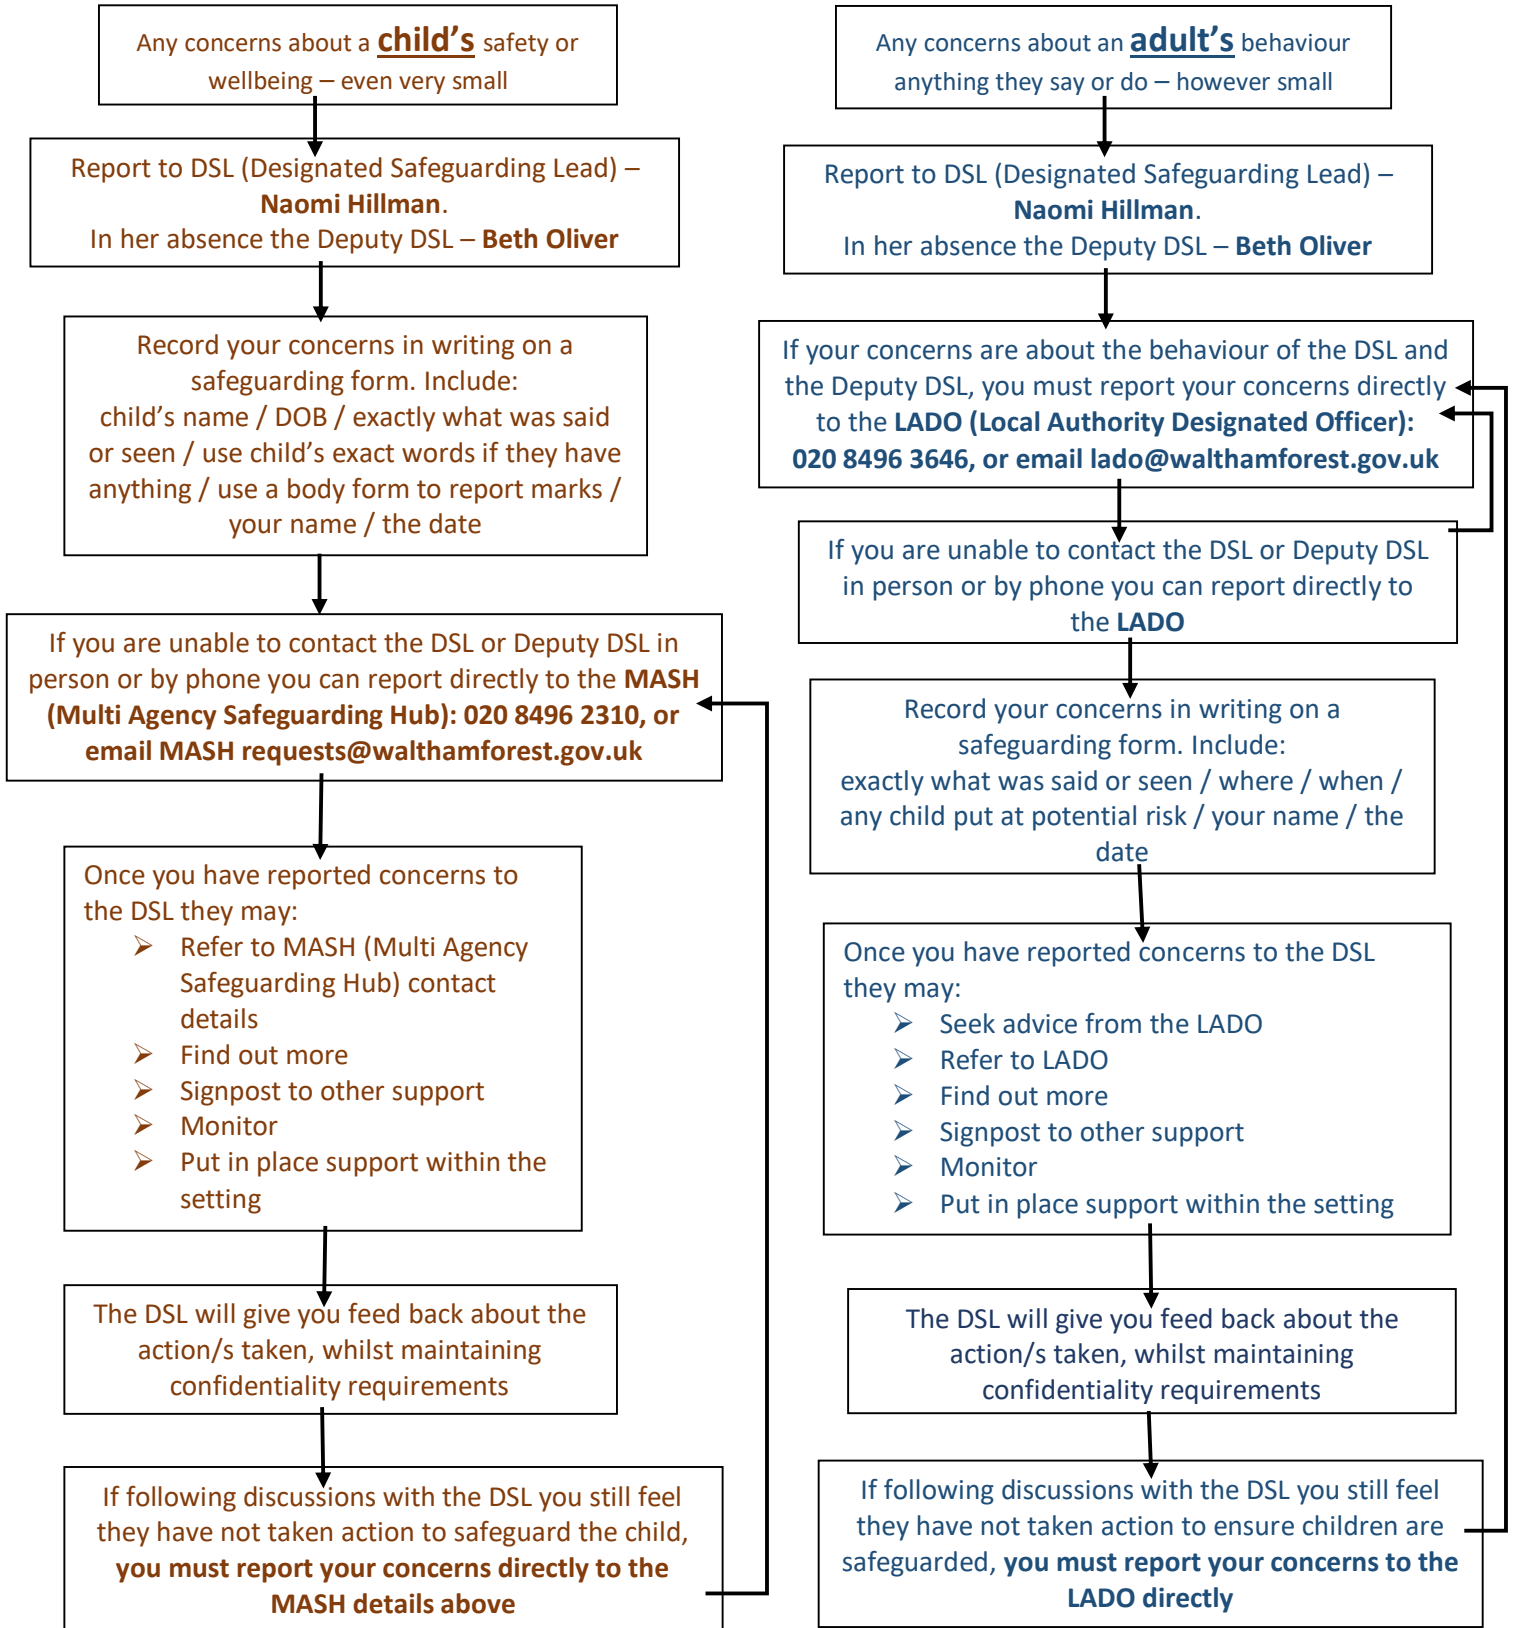 Any concerns about a child's safety or
wellbeing – even very small
Report to DSL (Designated Safeguarding Lead) –
Naomi Hillman.
In her absence the Deputy DSL – Beth Oliver
Record your concerns in writing on a
safeguarding form. Include:
child's name / DOB / exactly what was said
or seen / use child's exact words if they have
anything / use a body form to report marks /
your name / the date
If you are unable to contact the DSL or Deputy DSL in
person or by phone you can report directly to the MASH
(Multi Agency Safeguarding Hub): 020 8496 2310, or
email MASH requests@walthamforest.gov.uk
Once you have reported concerns to
the DSL they may:
➢ Refer to MASH (Multi Agency
Safeguarding Hub) contact
details
➢ Find out more
➢ Signpost to other support
➢ Monitor
➢ Put in place support within the
setting
The DSL will give you feed back about the
action/s taken, whilst maintaining
confidentiality requirements
If following discussions with the DSL you still feel
they have not taken action to safeguard the child,
you must report your concerns directly to the
MASH details above
Any concerns about an adult's behaviour
anything they say or do – however small
Report to DSL (Designated Safeguarding Lead) –
Naomi Hillman.
In her absence the Deputy DSL – Beth Oliver
If your concerns are about the behaviour of the DSL and
the Deputy DSL, you must report your concerns directly
to the LADO (Local Authority Designated Officer):
020 8496 3646, or email lado@walthamforest.gov.uk
If you are unable to contact the DSL or Deputy DSL
in person or by phone you can report directly to
the LADO
Record your concerns in writing on a
safeguarding form. Include:
exactly what was said or seen / where / when /
any child put at potential risk / your name / the
date
Once you have reported concerns to the DSL
they may:
➢ Seek advice from the LADO
➢ Refer to LADO
➢ Find out more
➢ Signpost to other support
➢ Monitor
➢ Put in place support within the setting
The DSL will give you feed back about the
action/s taken, whilst maintaining
confidentiality requirements
If following discussions with the DSL you still feel
they have not taken action to ensure children are
safeguarded, you must report your concerns to the
LADO directly